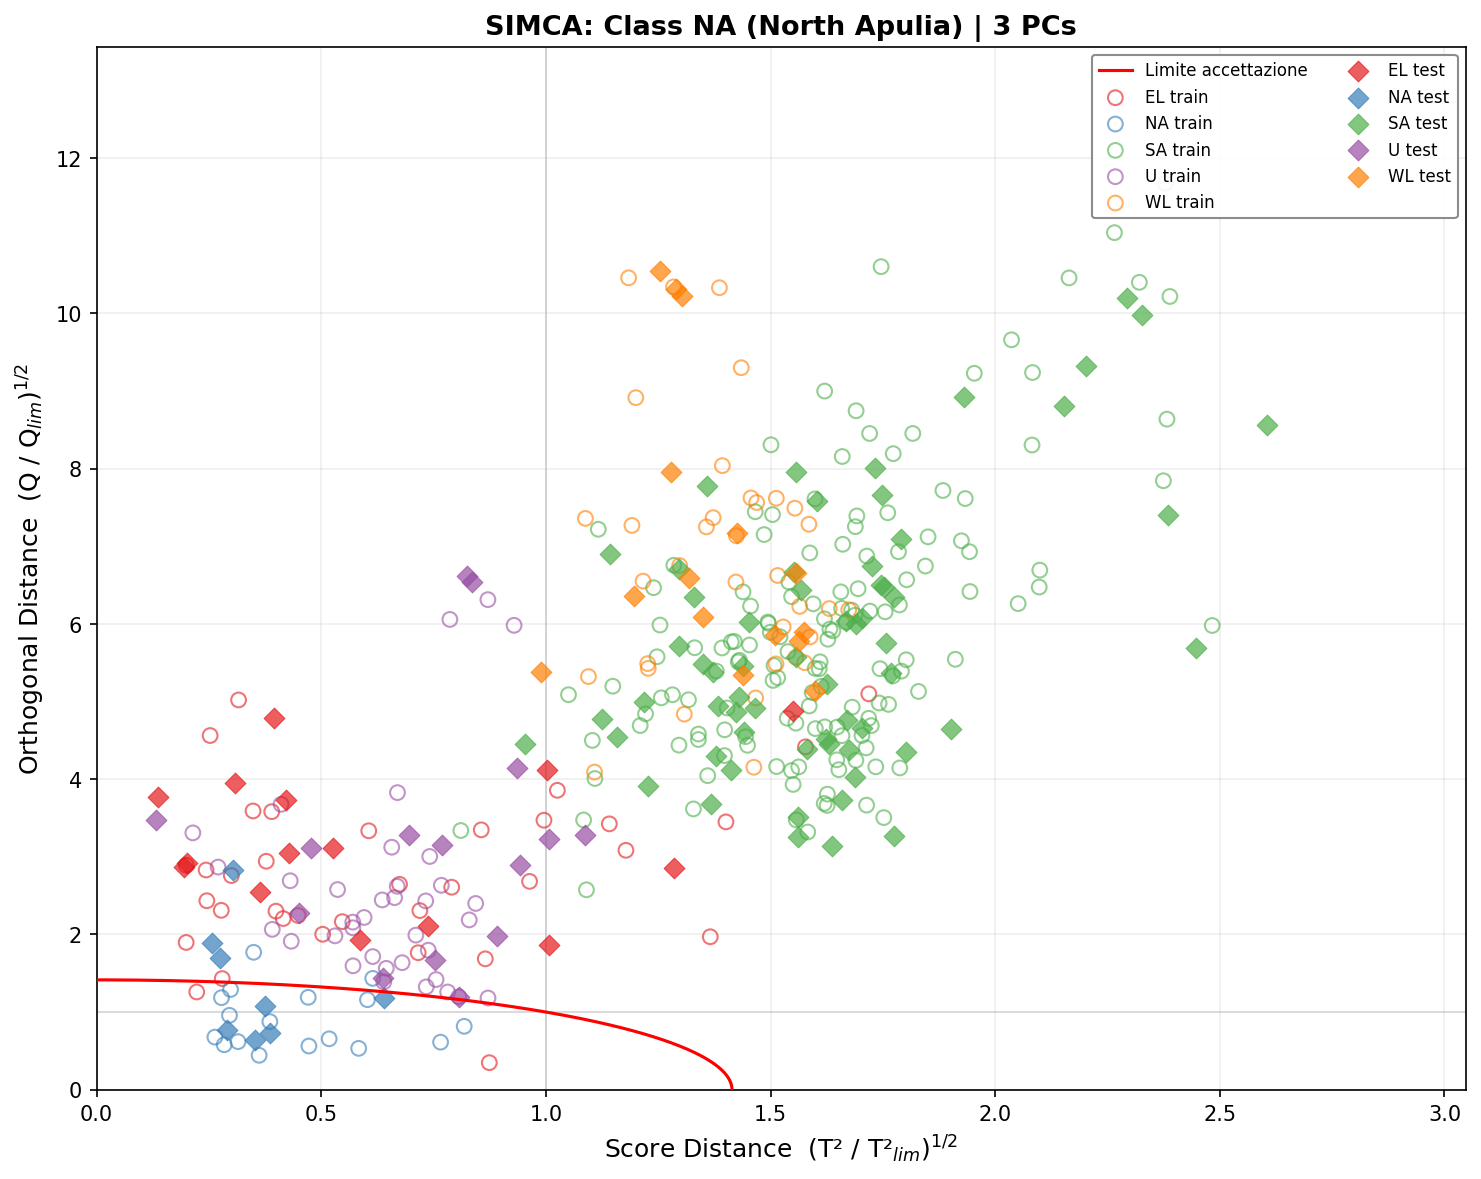 SIMCA: Class NA (North Apulia) | 3 PCs
Limite accettazione
EL train
NA train
SA train
U train
WL train
EL test
NA test
SA test
U test
WL test
Orthogonal Distance (Q / Q_lim)^1/2
12
10
8
6
4
2
0
0.0 0.5 1.0 1.5 2.0 2.5 3.0
Score Distance (T² / T²_lim)^1/2